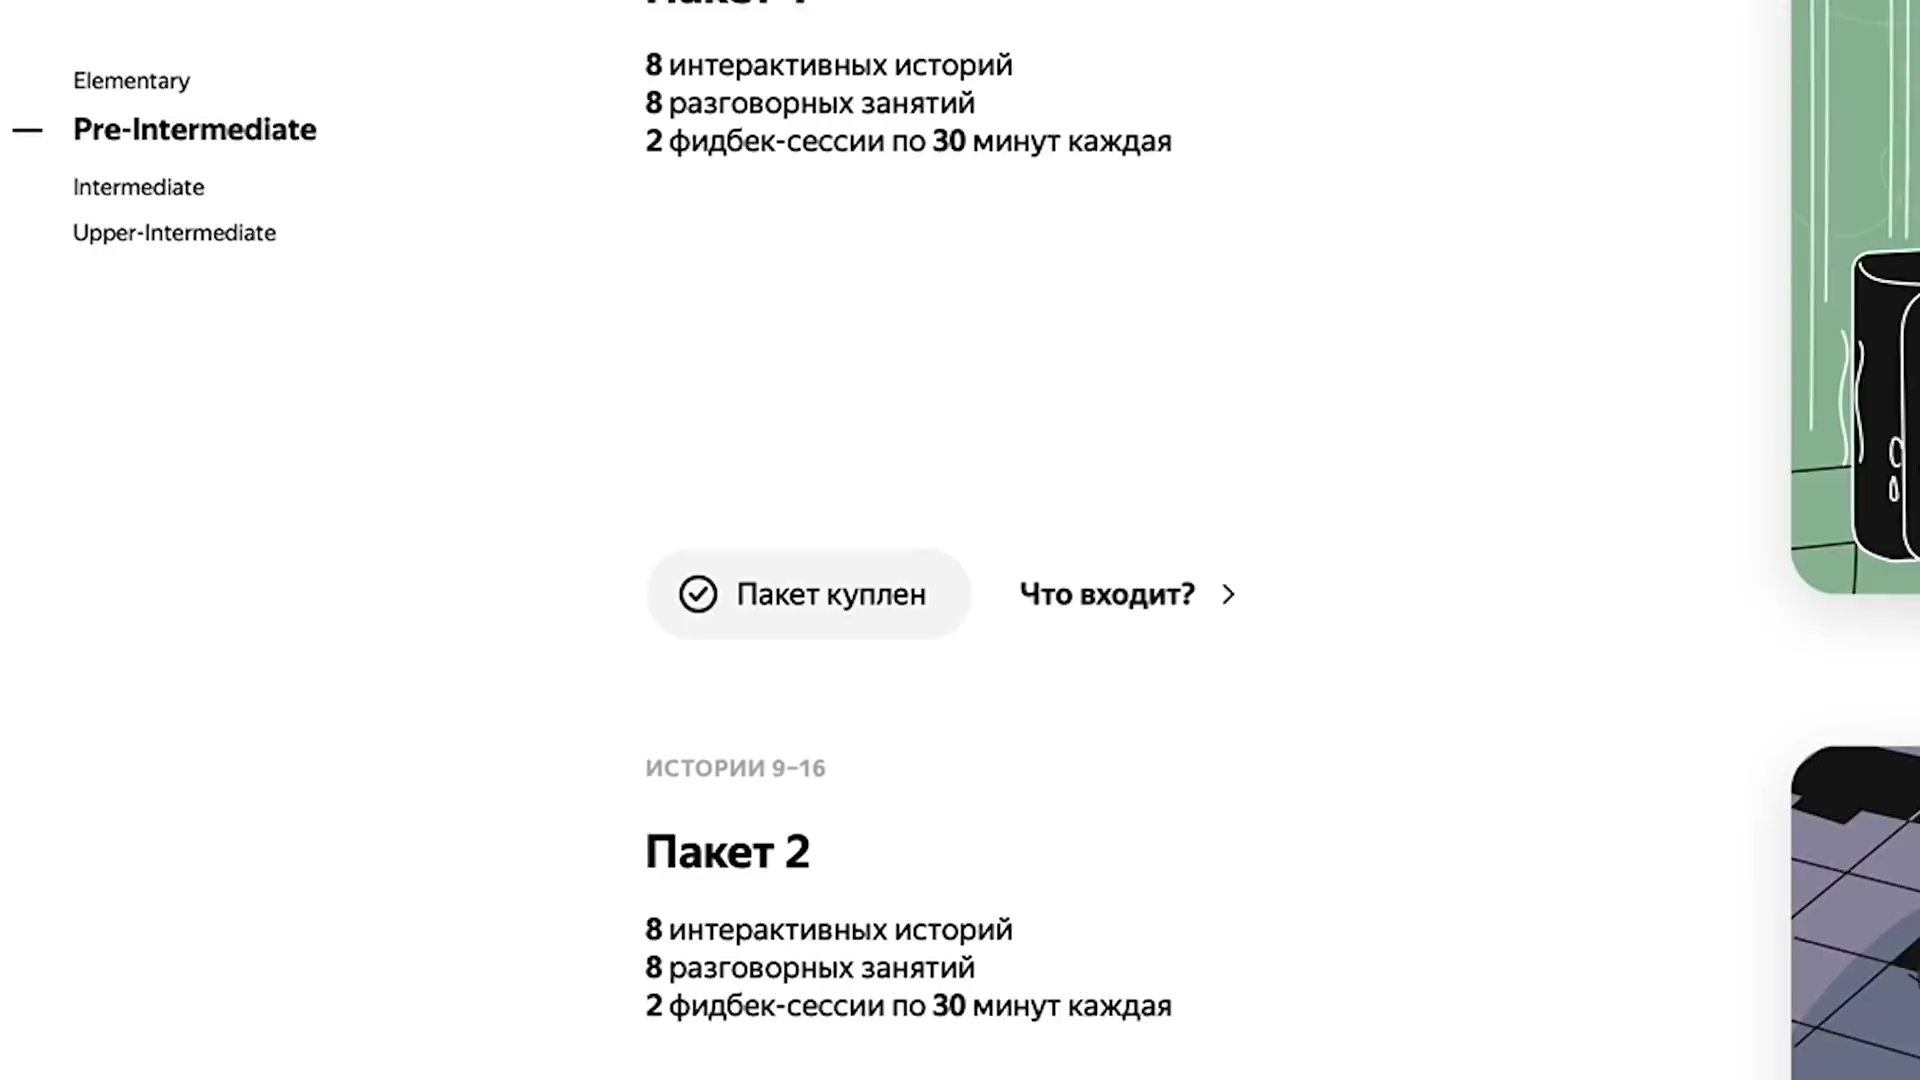 Elementary
Pre-Intermediate
Intermediate
Upper-Intermediate
Пакет 1
8 интерактивных историй
8 разговорных занятий
2 фидбек-сессии по 30 минут каждая
Пакет куплен
Что входит?
ИСТОРИИ 9–16
Пакет 2
8 интерактивных историй
8 разговорных занятий
2 фидбек-сессии по 30 минут каждая